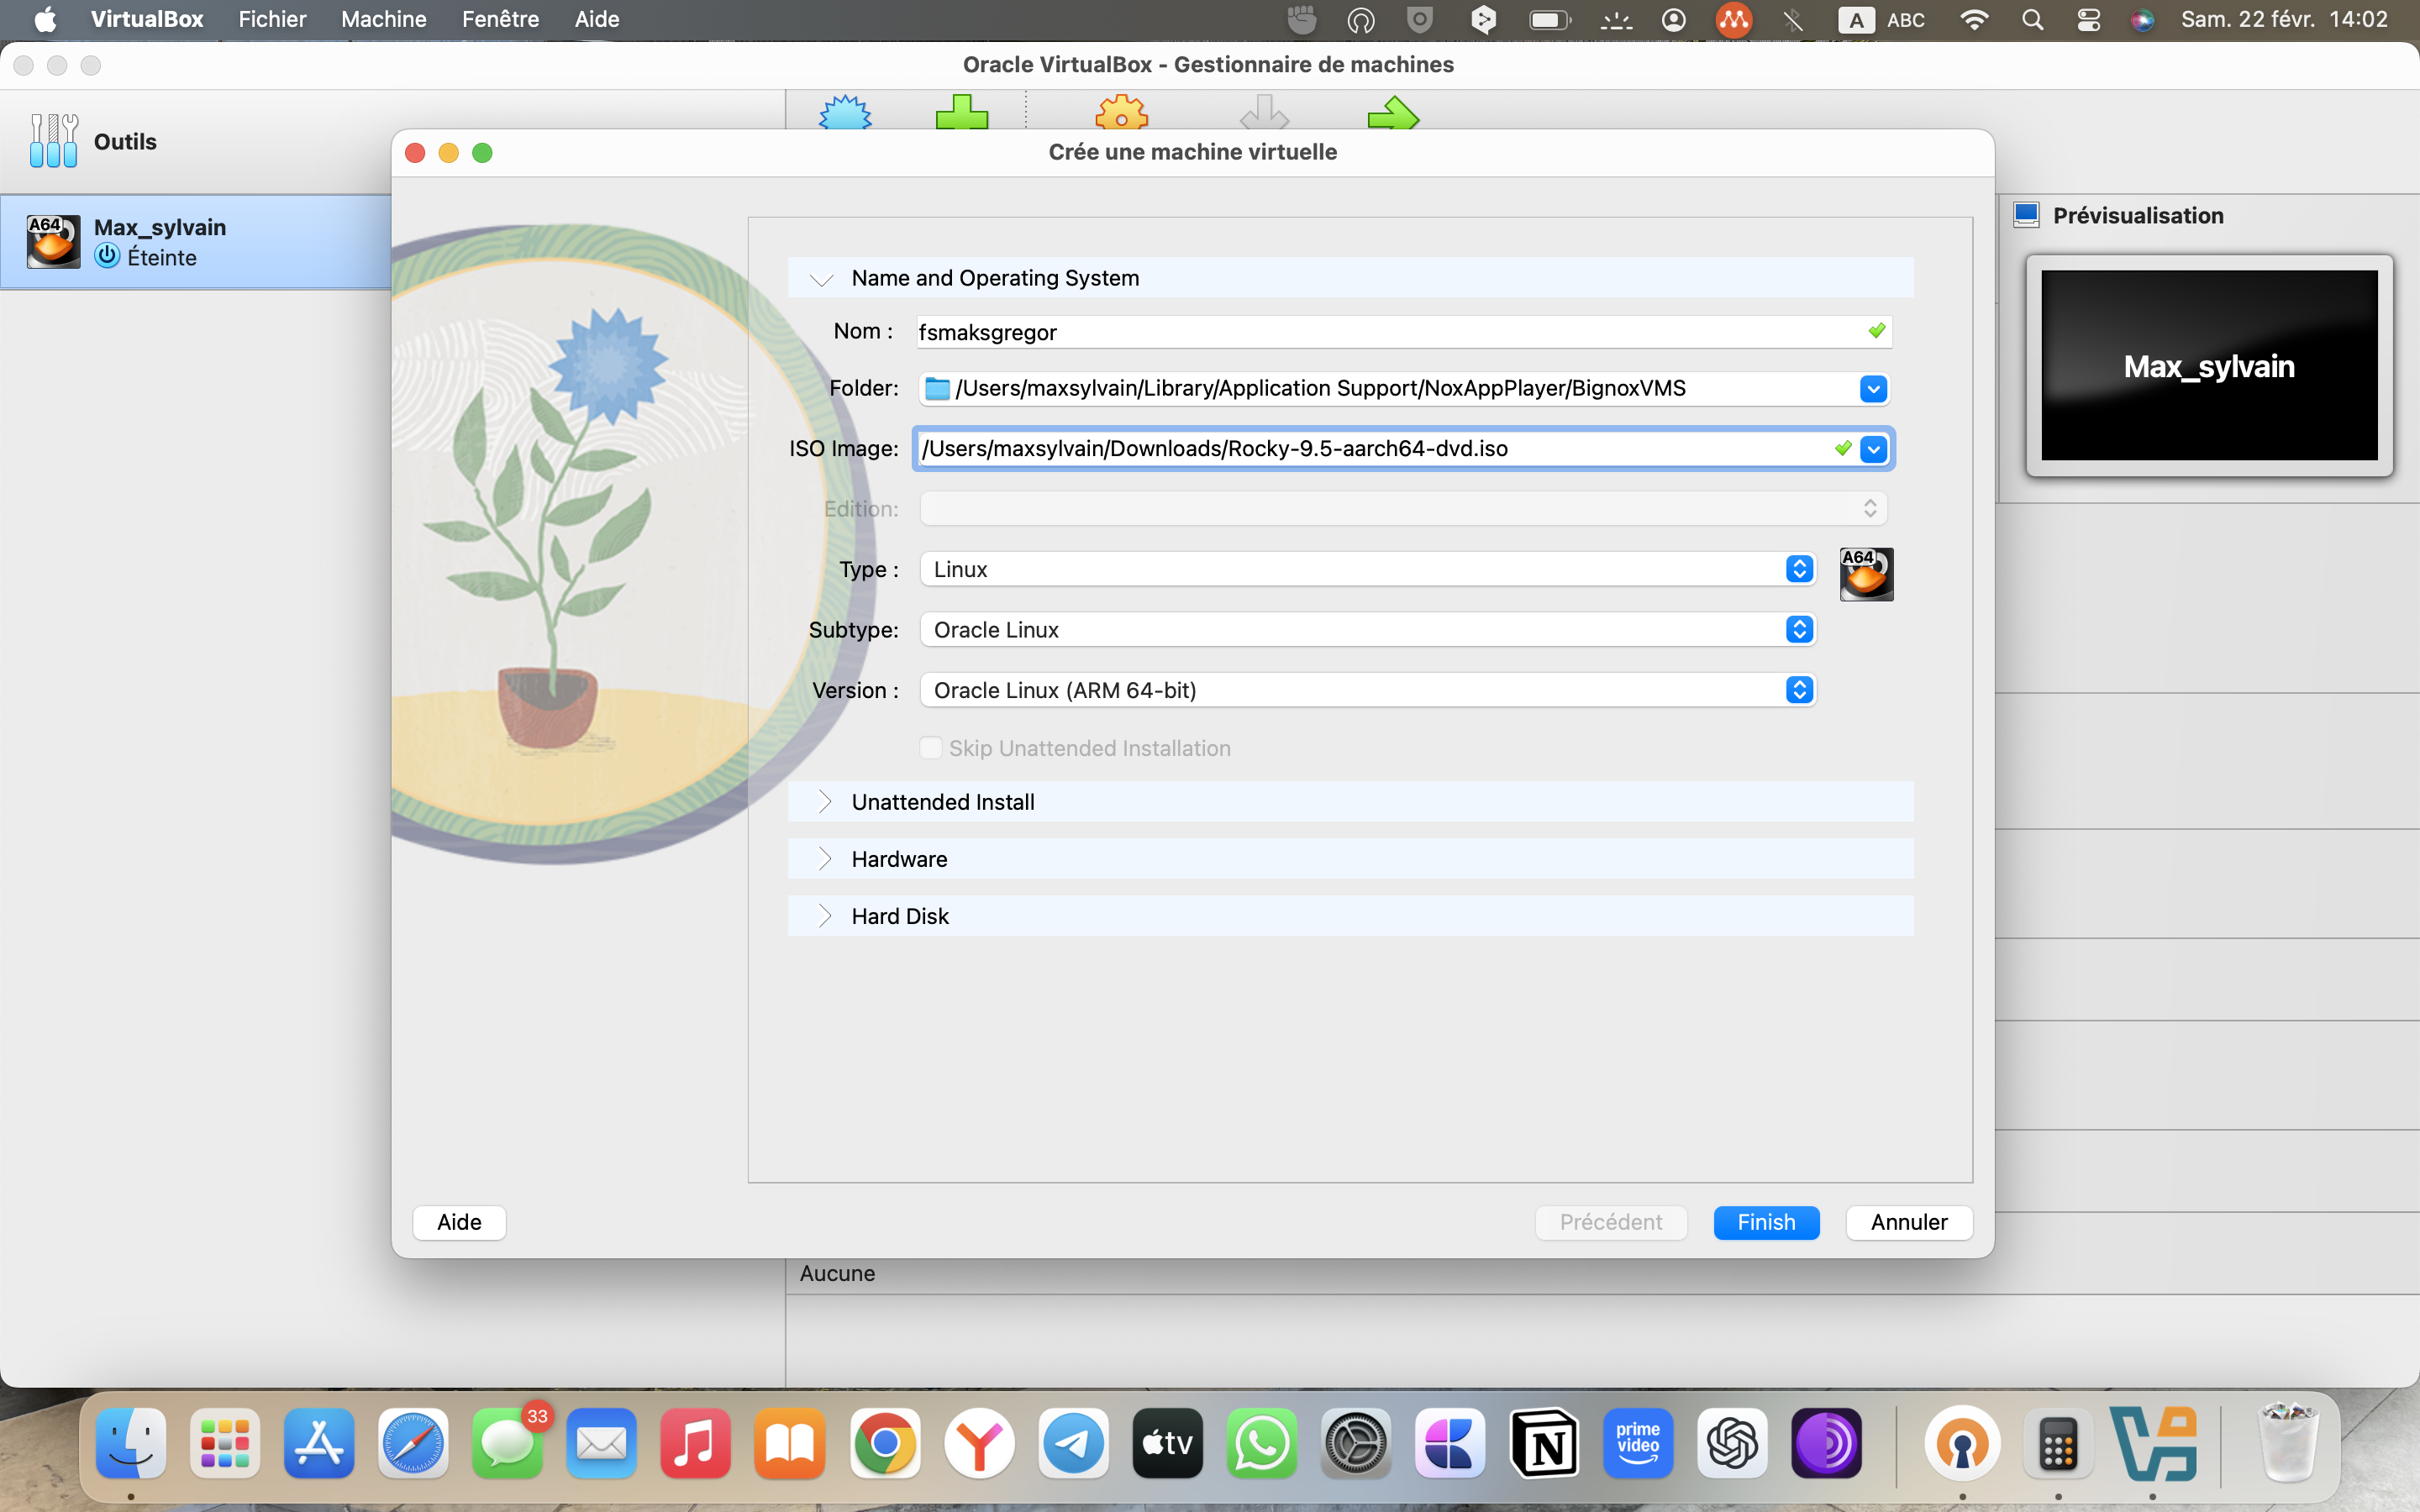 VirtualBox Fichier Machine Fenêtre Aide A ABC Sam. 22 févr. 14:02
Oracle VirtualBox - Gestionnaire de machines
Outils
Crée une machine virtuelle
A64 Max_sylvain
Éteinte
Prévisualisation
Max_sylvain
Name and Operating System
Nom : fsmaksgregor
Folder: /Users/maxsylvain/Library/Application Support/NoxAppPlayer/BignoxVMS
ISO Image: /Users/maxsylvain/Downloads/Rocky-9.5-aarch64-dvd.iso
Edition:
Type : Linux
A64
Subtype: Oracle Linux
Version : Oracle Linux (ARM 64-bit)
Skip Unattended Installation
Unattended Install
Hardware
Hard Disk
Aide Précédent Finish Annuler
Aucune
33
tv
prime
video